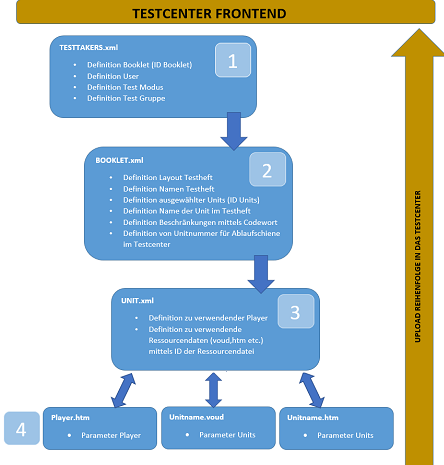 TESTCENTER FRONTEND
TESTTAKERS.xml
1
• Definition Booklet (ID Booklet)
• Definition User
• Definition Test Modus
• Definition Test Gruppe
BOOKLET.xml
2
• Definition Layout Testheft
• Definition Namen Testheft
• Definition ausgewählter Units (ID Units)
• Definition Name der Unit im Testheft
• Definition Beschränkungen mittels Codewort
• Definition von Unitnummer für Ablaufschiene
im Testcenter
UNIT.xml
3
• Definition zu verwendender Player
• Definition zu verwendende
Ressourcendaten (voud,htm etc.)
mittels ID der Ressourcendatei
4
Player.htm
• Parameter Player
Unitname.voud
• Parameter Units
Unitname.htm
• Parameter Units
UPLOAD REIHENFOLGE IN DAS TESTCENTER